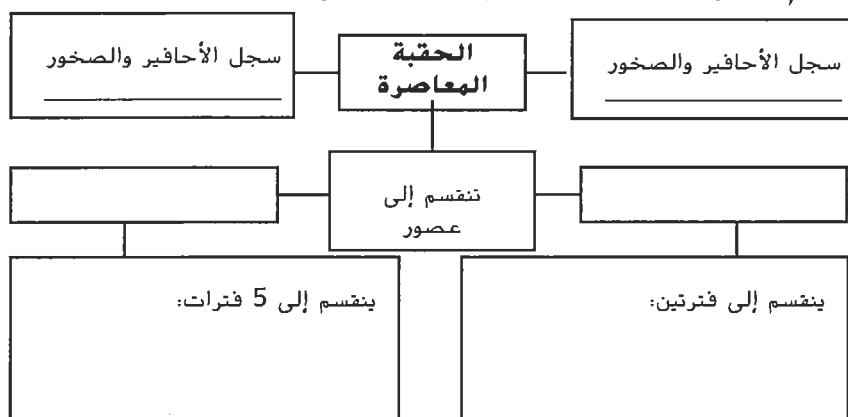 سجل الأحافير والصخور
الحقبة
المعاصرة
سجل الأحافير والصخور
تنقسم إلى
عصور
ينقسم إلى فترتين:
ينقسم إلى 5 فترات: